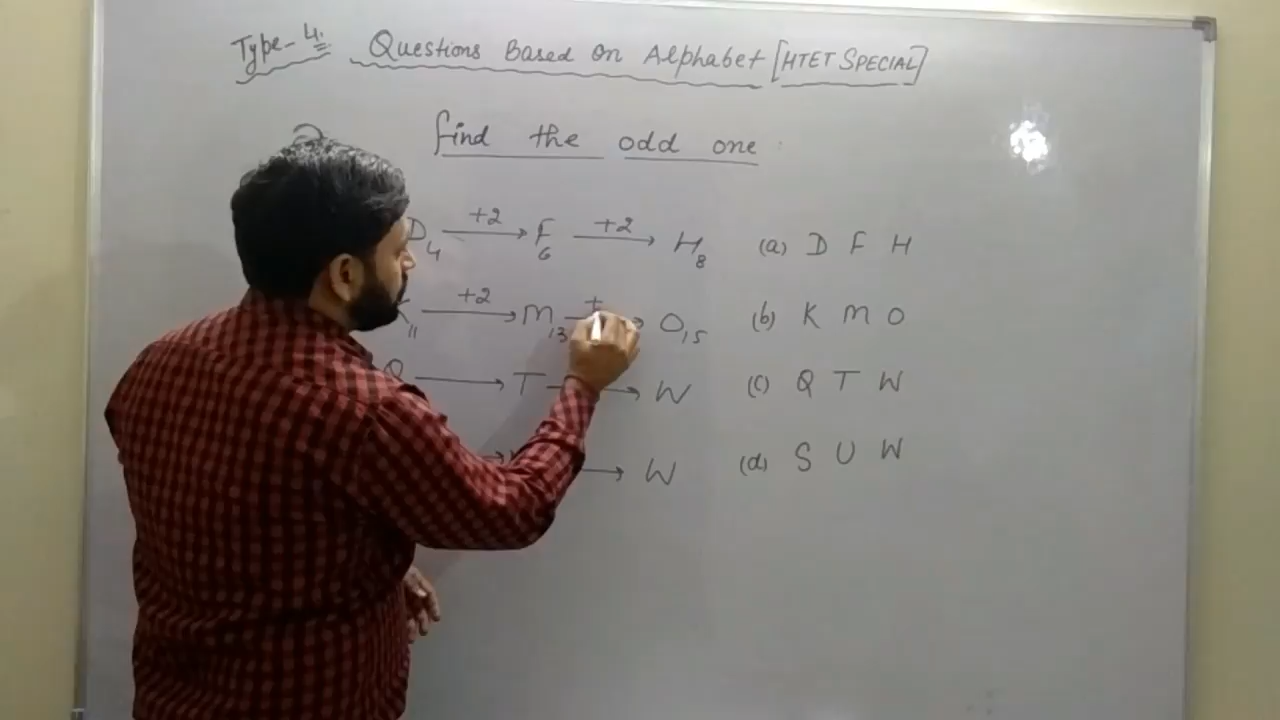 Type-4. Questions Based on Alphabet [HTET SPECIAL]
find the odd one :
D4 +2→ F6 +2→ H8 (a) D F H
K11 +2→ M13 +→ O15 (b) K M O
Q → T → W (c) Q T W
→ → W (d) S U W